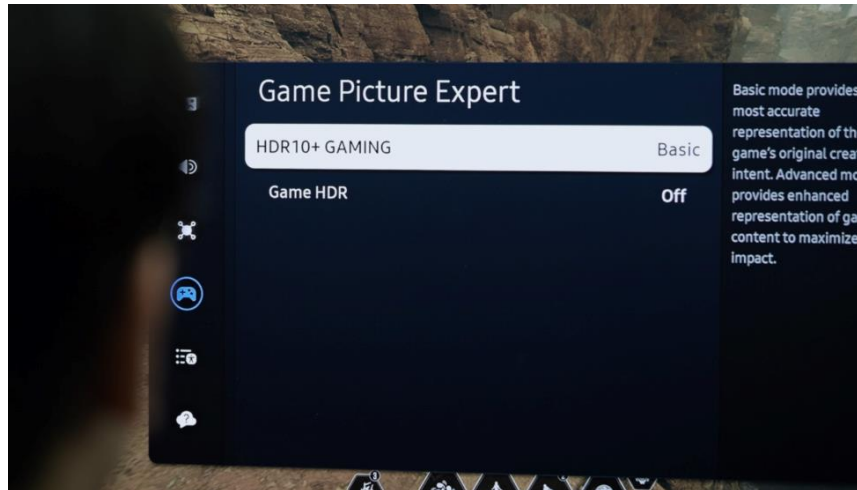 Game Picture Expert
HDR10+ GAMING Basic
Game HDR Off
Basic mode provides
most accurate
representation of th
game's original crea
intent. Advanced mo
provides enhanced
representation of ga
content to maximize
impact.